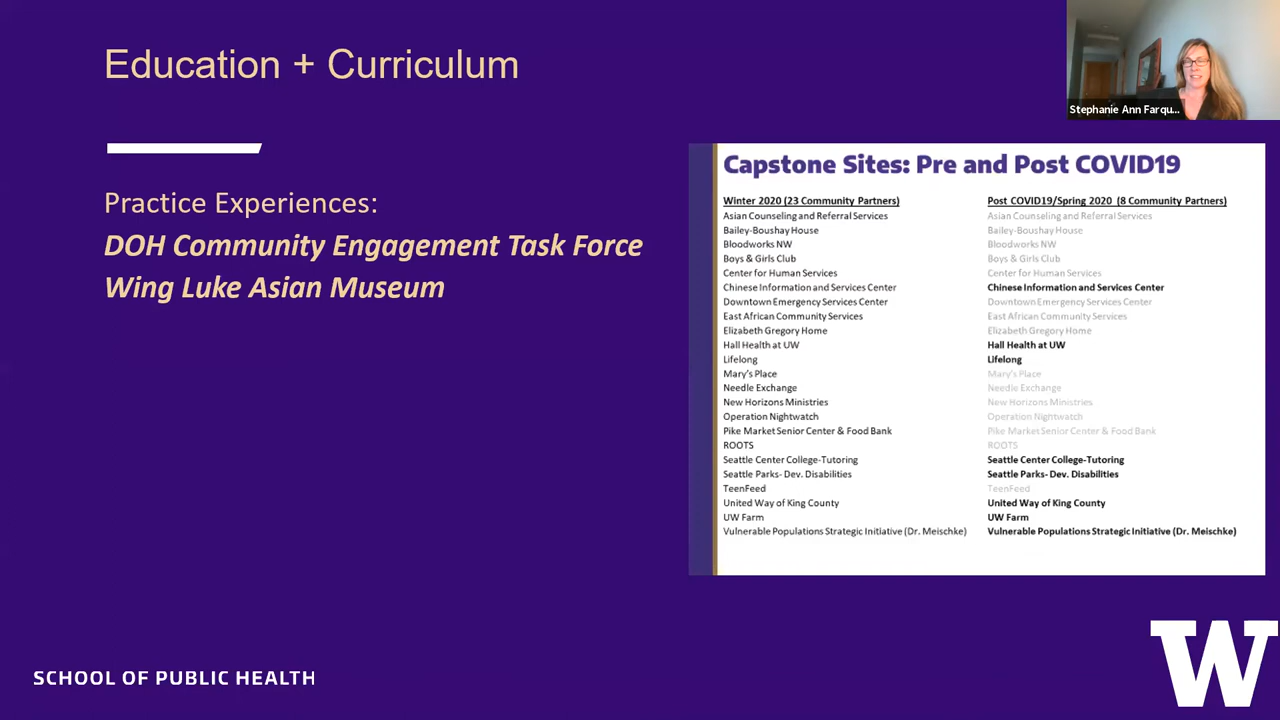 Education + Curriculum
Stephanie Ann Farqu...
Practice Experiences:
DOH Community Engagement Task Force
Wing Luke Asian Museum
Capstone Sites: Pre and Post COVID19
Winter 2020 (23 Community Partners)
Asian Counseling and Referral Services
Bailey-Boushay House
Bloodworks NW
Boys & Girls Club
Center for Human Services
Chinese Information and Services Center
Downtown Emergency Services Center
East African Community Services
Elizabeth Gregory Home
Hall Health at UW
Lifelong
Mary's Place
Needle Exchange
New Horizons Ministries
Operation Nightwatch
Pike Market Senior Center & Food Bank
ROOTS
Seattle Center College-Tutoring
Seattle Parks- Dev. Disabilities
TeenFeed
United Way of King County
UW Farm
Vulnerable Populations Strategic Initiative (Dr. Meischke)
Post COVID19/Spring 2020 (8 Community Partners)
Asian Counseling and Referral Services
Bailey-Boushay House
Bloodworks NW
Boys & Girls Club
Center for Human Services
Chinese Information and Services Center
Downtown Emergency Services Center
East African Community Services
Elizabeth Gregory Home
Hall Health at UW
Lifelong
Mary's Place
Needle Exchange
New Horizons Ministries
Operation Nightwatch
Pike Market Senior Center & Food Bank
ROOTS
Seattle Center College-Tutoring
Seattle Parks- Dev. Disabilities
TeenFeed
United Way of King County
UW Farm
Vulnerable Populations Strategic Initiative (Dr. Meischke)
SCHOOL OF PUBLIC HEALTH
W